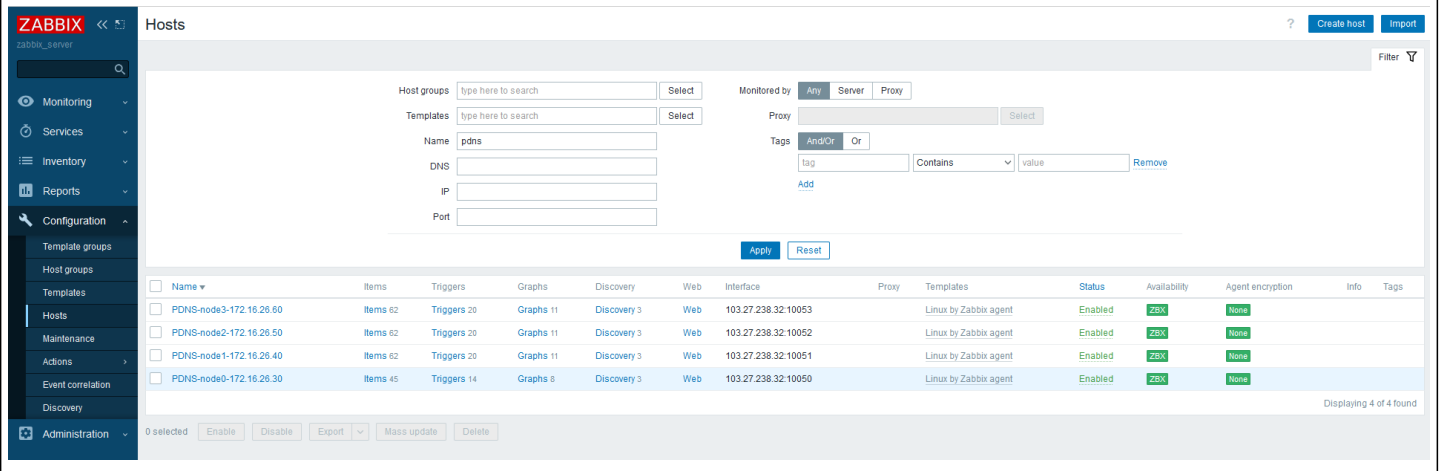 ZABBIX
zabbix_server
Monitoring
Services
Inventory
Reports
Configuration
Template groups
Host groups
Templates
Hosts
Maintenance
Actions
Event correlation
Discovery
Administration
Hosts
? Create host Import
Filter
Host groups type here to search Select
Templates type here to search Select
Name pdns
DNS
IP
Port
Monitored by Any Server Proxy
Proxy Select
Tags And/Or Or
tag Contains value Remove
Add
Apply Reset
Name Items Triggers Graphs Discovery Web Interface Proxy Templates Status Availability Agent encryption Info Tags
PDNS-node3-172.16.26.60 Items 62 Triggers 20 Graphs 11 Discovery 3 Web 103.27.238.32:10053 Linux by Zabbix agent Enabled ZBX None
PDNS-node2-172.16.26.50 Items 62 Triggers 20 Graphs 11 Discovery 3 Web 103.27.238.32:10052 Linux by Zabbix agent Enabled ZBX None
PDNS-node1-172.16.26.40 Items 62 Triggers 20 Graphs 11 Discovery 3 Web 103.27.238.32:10051 Linux by Zabbix agent Enabled ZBX None
PDNS-node0-172.16.26.30 Items 45 Triggers 14 Graphs 8 Discovery 3 Web 103.27.238.32:10050 Linux by Zabbix agent Enabled ZBX None
Displaying 4 of 4 found
0 selected Enable Disable Export Mass update Delete